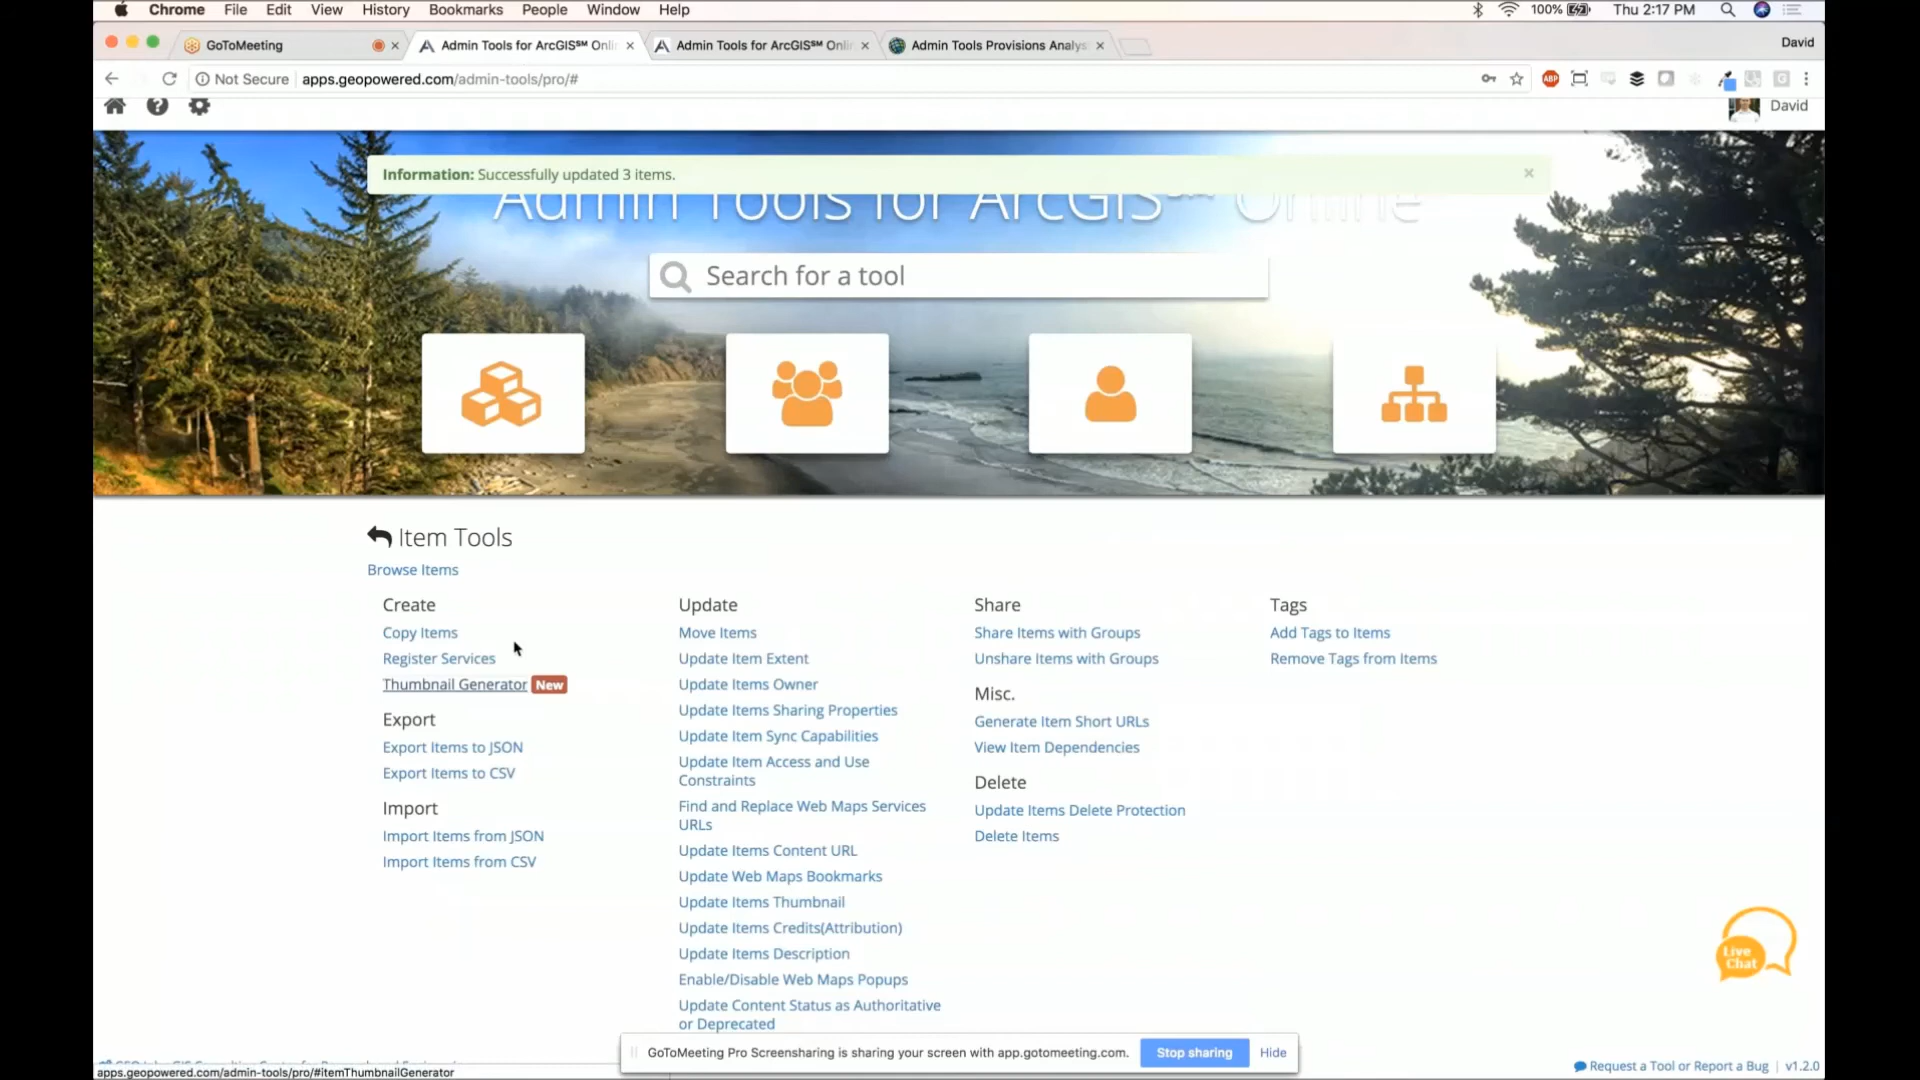 Chrome File Edit View History Bookmarks People Window Help 100% Thu 2:17 PM
GoToMeeting Admin Tools for ArcGIS℠ Onli Admin Tools for ArcGIS℠ Onli Admin Tools Provisions Analys David
Not Secure apps.geopowered.com/admin-tools/pro/# ABP
David
Information: Successfully updated 3 items. ×
Admin Tools for ArcGIS℠ Online
Search for a tool
Item Tools
Browse Items
Create
Copy Items
Register Services
Thumbnail Generator New
Export
Export Items to JSON
Export Items to CSV
Import
Import Items from JSON
Import Items from CSV
Update
Move Items
Update Item Extent
Update Items Owner
Update Items Sharing Properties
Update Item Sync Capabilities
Update Item Access and Use
Constraints
Find and Replace Web Maps Services
URLs
Update Items Content URL
Update Web Maps Bookmarks
Update Items Thumbnail
Update Items Credits(Attribution)
Update Items Description
Enable/Disable Web Maps Popups
Update Content Status as Authoritative
or Deprecated
Share
Share Items with Groups
Unshare Items with Groups
Misc.
Generate Item Short URLs
View Item Dependencies
Delete
Update Items Delete Protection
Delete Items
Tags
Add Tags to Items
Remove Tags from Items
Live
Chat
GoToMeeting Pro Screensharing is sharing your screen with app.gotomeeting.com. Stop sharing Hide
Request a Tool or Report a Bug | v1.2.0
apps.geopowered.com/admin-tools/pro/#itemThumbnailGenerator